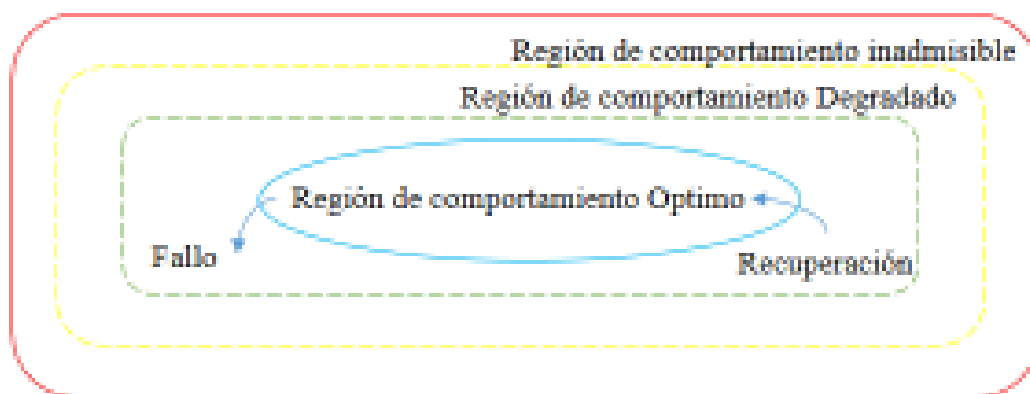 Región de comportamiento inadmisible
Región de comportamiento Degradado
Región de comportamiento Optimo
Fallo
Recuperación